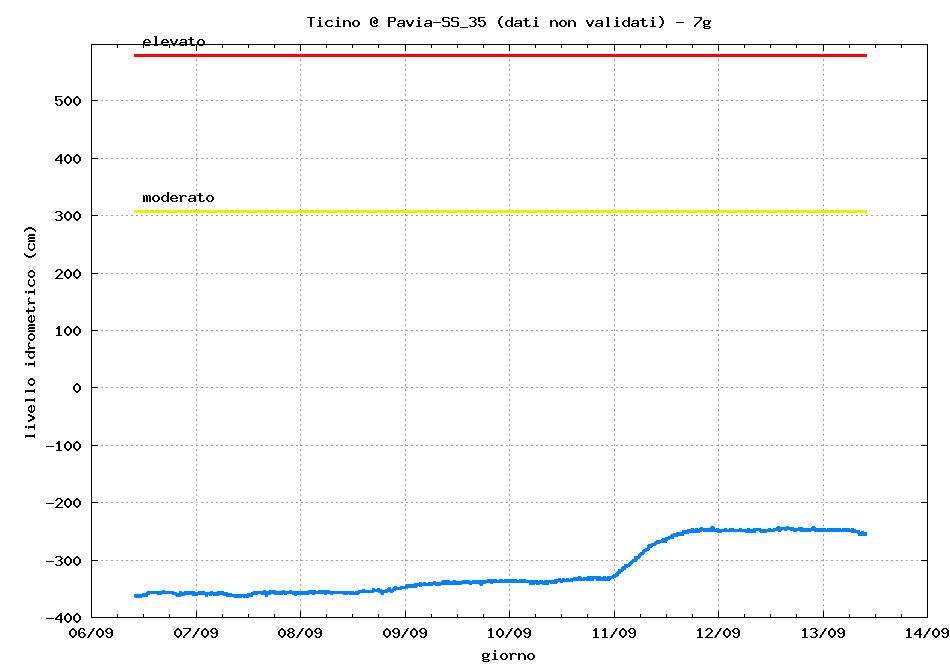 Ticino @ Pavia-SS_35 (dati non validati) - 7g
elevato
500
400
moderato
300
200
100
0
-100
-200
-300
-400
livello idrometrico (cm)
06/09 07/09 08/09 09/09 10/09 11/09 12/09 13/09 14/09
giorno